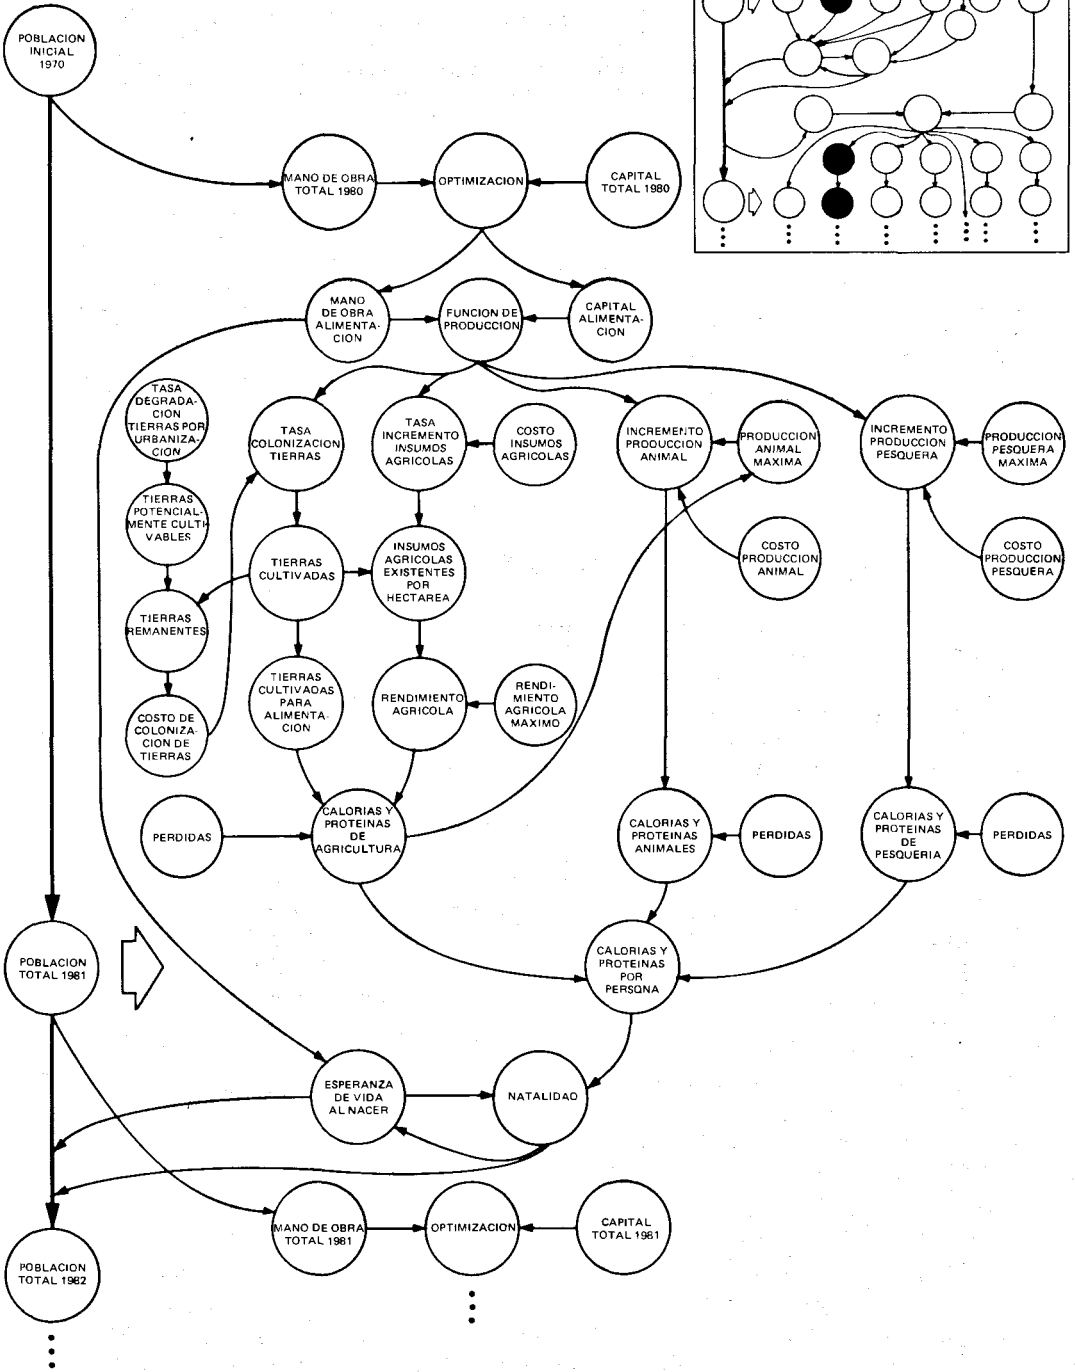 POBLACION
INICIAL
1970
MANO DE OBRA
TOTAL 1980
OPTIMIZACION
CAPITAL
TOTAL 1980
MANO
DE OBRA
ALIMENTA-
CION
FUNCION DE
PRODUCCION
CAPITAL
ALIMENTA-
CION
TASA
DEGRADA-
CION
TIERRAS POR
URBANIZA-
CION
TASA
COLONIZACION
TIERRAS
TASA
INCREMENTO
INSUMOS
AGRICOLAS
COSTO
INSUMOS
AGRICOLAS
INCREMENTO
PRODUCCION
ANIMAL
PRODUCCION
ANIMAL
MAXIMA
INCREMENTO
PRODUCCION
PESQUERA
PRODUCCION
PESQUERA
MAXIMA
TIERRAS
POTENCIAL-
MENTE CULTI-
VABLES
TIERRAS
CULTIVADAS
INSUMOS
AGRICOLAS
EXISTENTES
POR
HECTAREA
COSTO
PRODUCCION
ANIMAL
COSTO
PRODUCCION
PESQUERA
TIERRAS
REMANENTES
TIERRAS
CULTIVADAS
PARA
ALIMENTA-
CION
RENDIMIENTO
AGRICOLA
RENDI-
MIENTO
AGRICOLA
MAXIMO
COSTO DE
COLONIZA-
CION DE
TIERRAS
PERDIDAS
CALORIAS Y
PROTEINAS
DE
AGRICULTURA
CALORIAS Y
PROTEINAS
ANIMALES
PERDIDAS
CALORIAS Y
PROTEINAS
DE
PESQUERIA
PERDIDAS
POBLACION
TOTAL 1981
CALORIAS Y
PROTEINAS
POR
PERSONA
ESPERANZA
DE VIDA
AL NACER
NATALIDAD
MANO DE OBRA
TOTAL 1981
OPTIMIZACION
CAPITAL
TOTAL 1981
POBLACION
TOTAL 1982